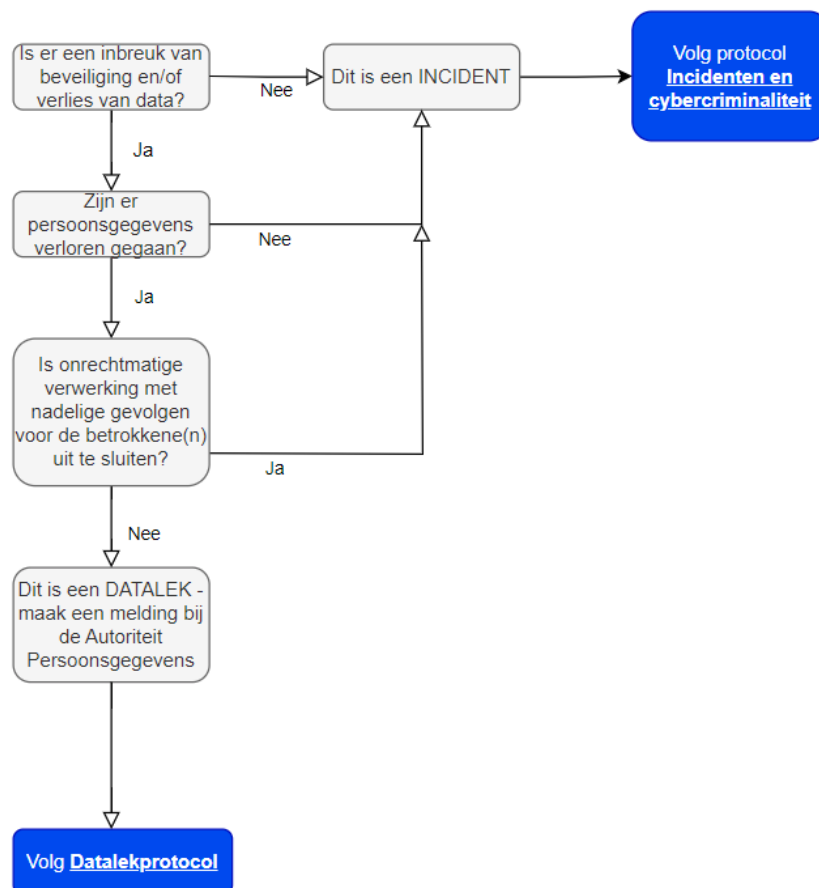 Is er een inbreuk van
beveiliging en/of
verlies van data?
Nee
Dit is een INCIDENT
Volg protocol
Incidenten en
cybercriminaliteit
Ja
Zijn er
persoonsgegevens
verloren gegaan?
Nee
Ja
Is onrechtmatige
verwerking met
nadelige gevolgen
voor de betrokkene(n)
uit te sluiten?
Ja
Nee
Dit is een DATALEK -
maak een melding bij
de Autoriteit
Persoonsgegevens
Volg Datalekprotocol